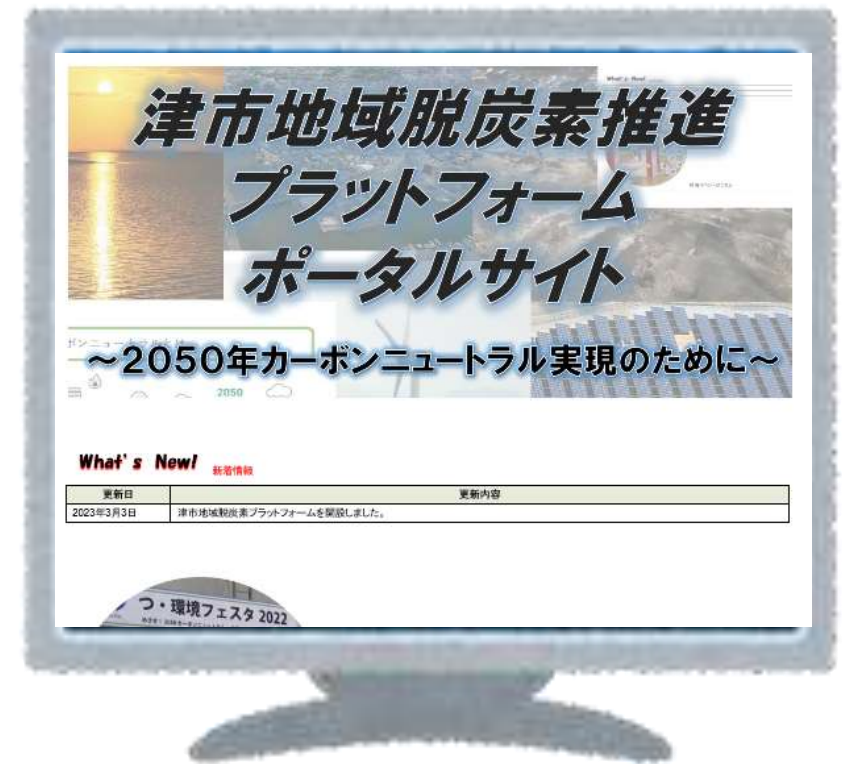 What's New!
津市地域脱炭素推進
プラットフォーム
ポータルサイト
2050
～2050年カーボンニュートラル実現のために～
What's New! 新着情報
更新日 更新内容
2023年3月3日 津市地域脱炭素プラットフォームを開設しました。
つ・環境フェスタ 2022